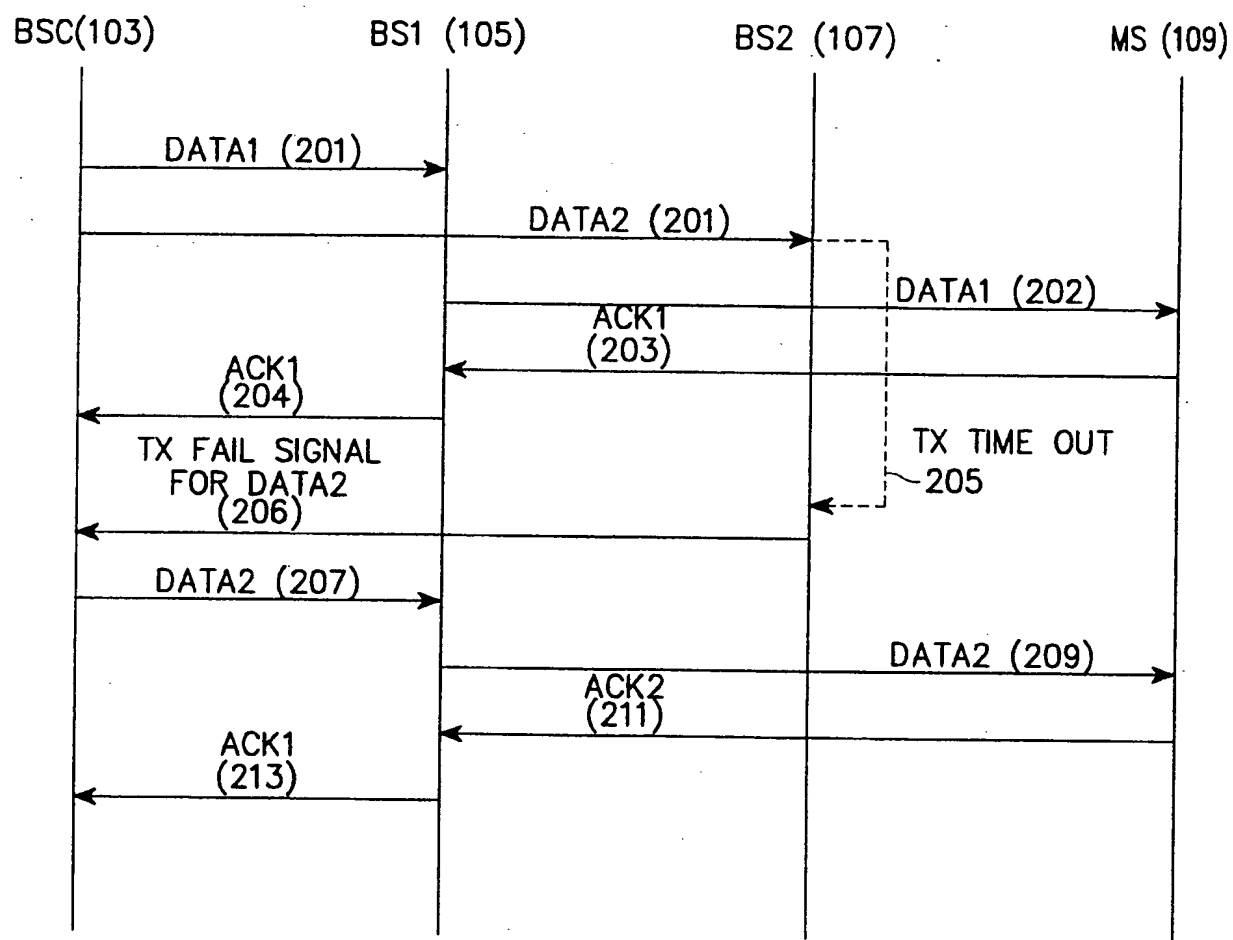 BSC(103)
BS1 (105)
BS2 (107)
MS (109)
DATA1 (201)
DATA2 (201)
DATA1 (202)
ACK1
(203)
ACK1
(204)
TX FAIL SIGNAL
FOR DATA2
(206)
TX TIME OUT
205
DATA2 (207)
DATA2 (209)
ACK2
(211)
ACK1
(213)